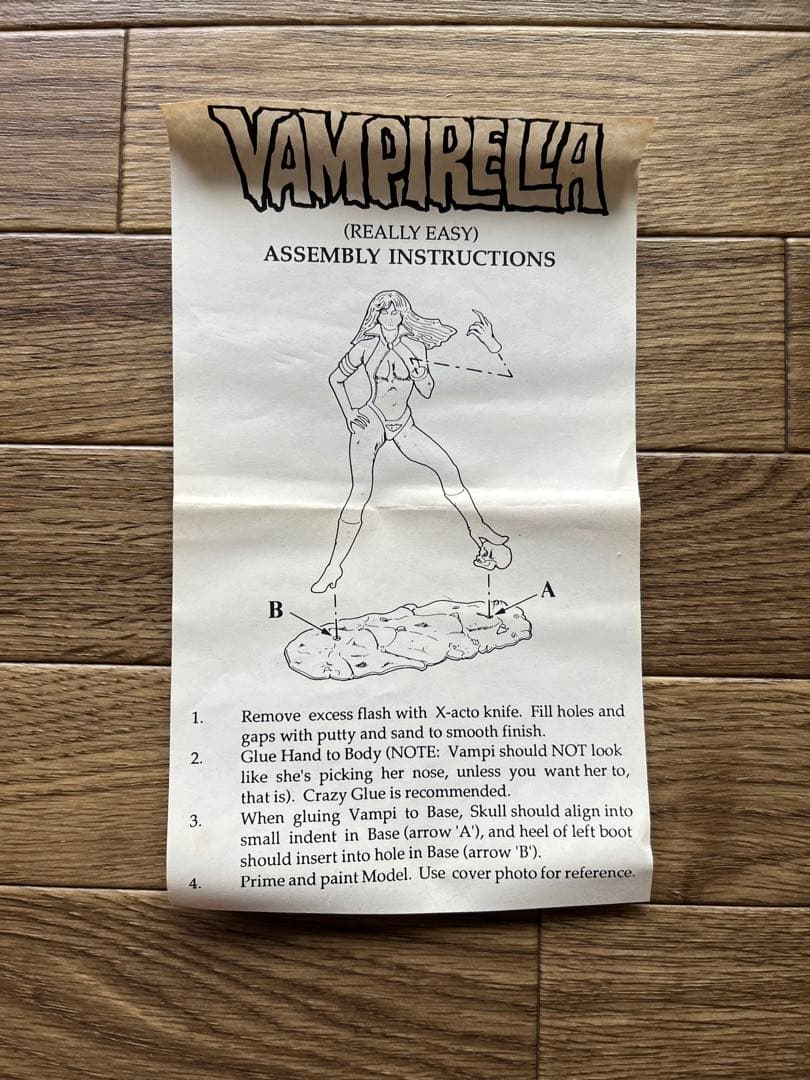 VAMPIRELLA
(REALLY EASY)
ASSEMBLY INSTRUCTIONS
A
B
1. Remove excess flash with X-acto knife. Fill holes and
gaps with putty and sand to smooth finish.
2. Glue Hand to Body (NOTE: Vampi should NOT look
like she's picking her nose, unless you want her to,
that is). Crazy Glue is recommended.
3. When gluing Vampi to Base, Skull should align into
small indent in Base (arrow 'A'), and heel of left boot
should insert into hole in Base (arrow 'B').
4. Prime and paint Model. Use cover photo for reference.